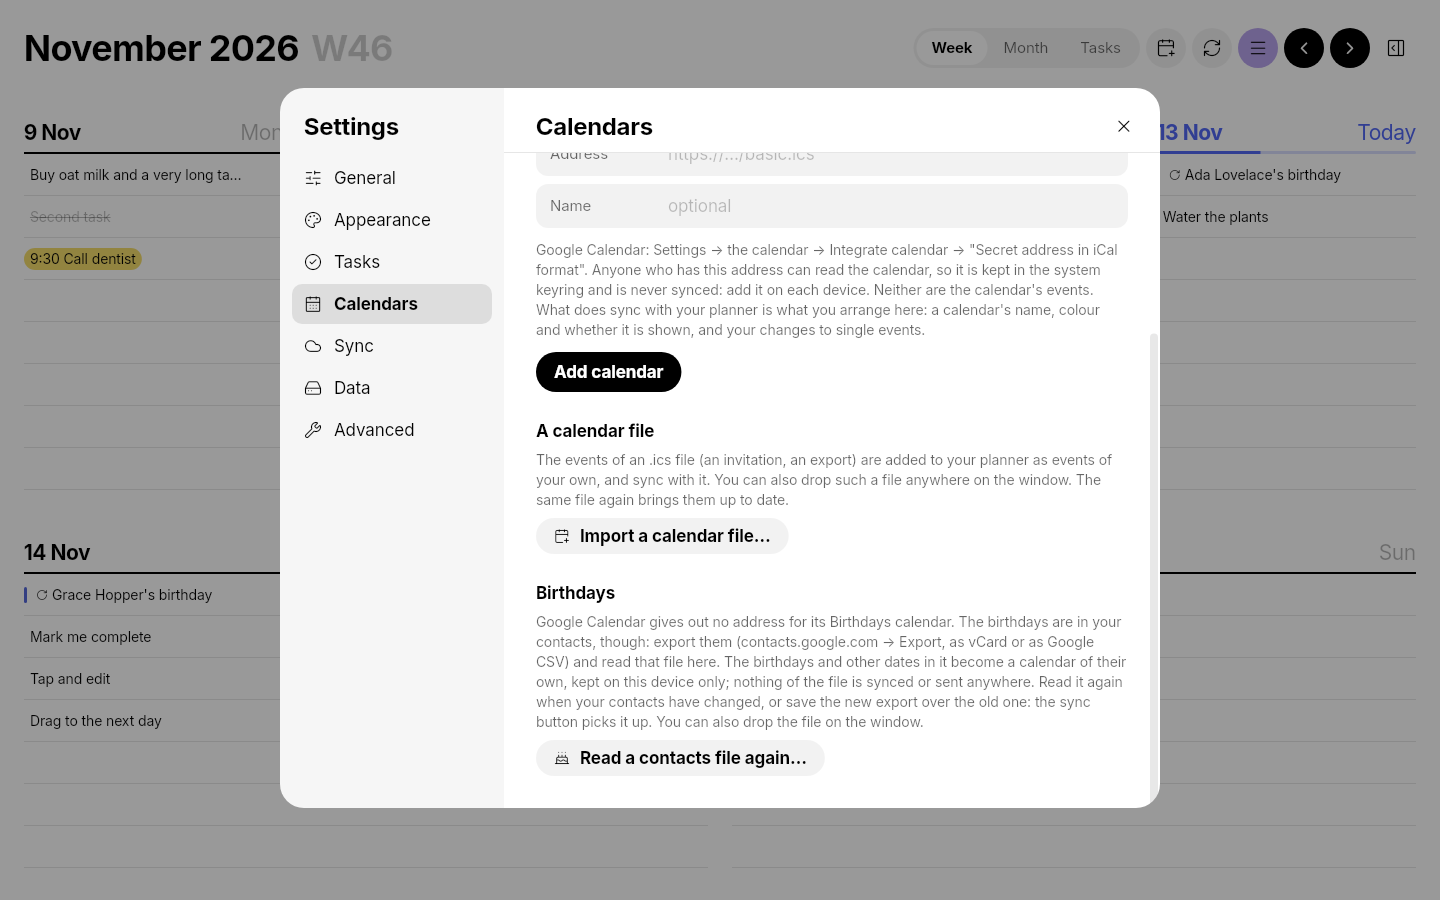 November 2026 W46
Week
Month
Tasks
9 Nov
Mon
Buy oat milk and a very long ta...
Second task
9:30 Call dentist
14 Nov
Grace Hopper's birthday
Mark me complete
Tap and edit
Drag to the next day
Settings
General
Appearance
Tasks
Calendars
Sync
Data
Advanced
Calendars
Address https://.../basic.ics
Name optional
Google Calendar: Settings → the calendar → Integrate calendar → "Secret address in iCal
format". Anyone who has this address can read the calendar, so it is kept in the system
keyring and is never synced: add it on each device. Neither are the calendar's events.
What does sync with your planner is what you arrange here: a calendar's name, colour
and whether it is shown, and your changes to single events.
Add calendar
A calendar file
The events of an .ics file (an invitation, an export) are added to your planner as events of
your own, and sync with it. You can also drop such a file anywhere on the window. The
same file again brings them up to date.
Import a calendar file...
Birthdays
Google Calendar gives out no address for its Birthdays calendar. The birthdays are in your
contacts, though: export them (contacts.google.com → Export, as vCard or as Google
CSV) and read that file here. The birthdays and other dates in it become a calendar of their
own, kept on this device only; nothing of the file is synced or sent anywhere. Read it again
when your contacts have changed, or save the new export over the old one: the sync
button picks it up. You can also drop the file on the window.
Read a contacts file again...
13 Nov
Today
Ada Lovelace's birthday
Water the plants
Sun